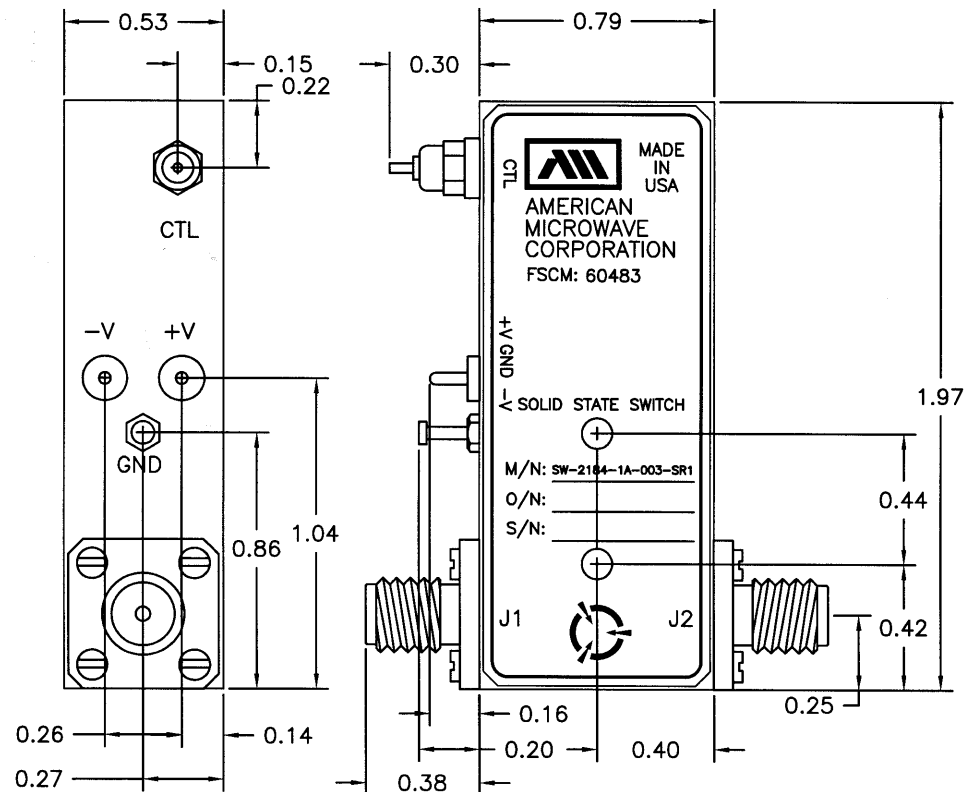 0.53
0.15
0.22
CTL
-V +V
GND
1.04
0.86
0.26
0.14
0.27
0.79
0.30
CTL
MADE
IN
USA
AMERICAN
MICROWAVE
CORPORATION
FSCM: 60483
+V GND -V
SOLID STATE SWITCH
M/N: SW-2184-1A-003-SR1
O/N:
S/N:
J1 J2
1.97
0.44
0.42
0.25
0.16
0.20 0.40
0.38